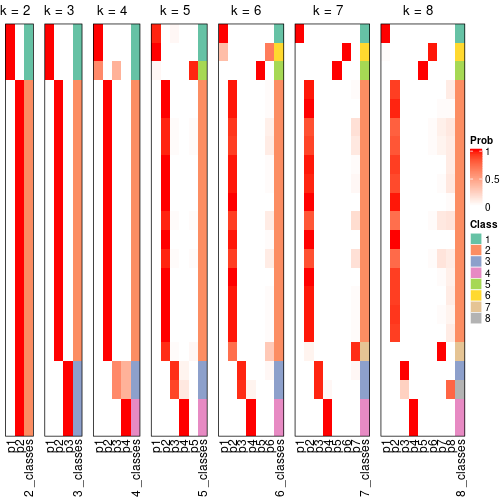 k = 2 k = 3 k = 4 k = 5 k = 6 k = 7 k = 8
Prob
1
0.5
0
Class
1
2
3
4
5
6
7
8
p1 p2 2_classes p1 p2 p3 3_classes p1 p2 p3 p4 4_classes p1 p2 p3 p4 p5 5_classes p1 p2 p3 p4 p5 p6 6_classes p1 p2 p3 p4 p5 p6 p7 7_classes p1 p2 p3 p4 p5 p6 p7 p8 8_classes